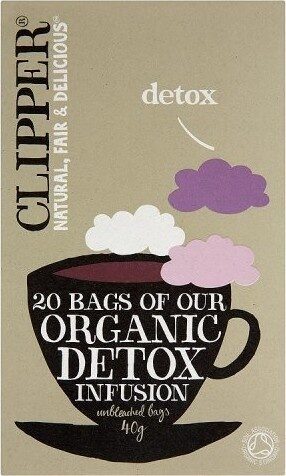 CLIPPER®
NATURAL, FAIR & DELICIOUS®
detox
20 BAGS OF OUR
ORGANIC
DETOX
INFUSION
unbleached bags
40g